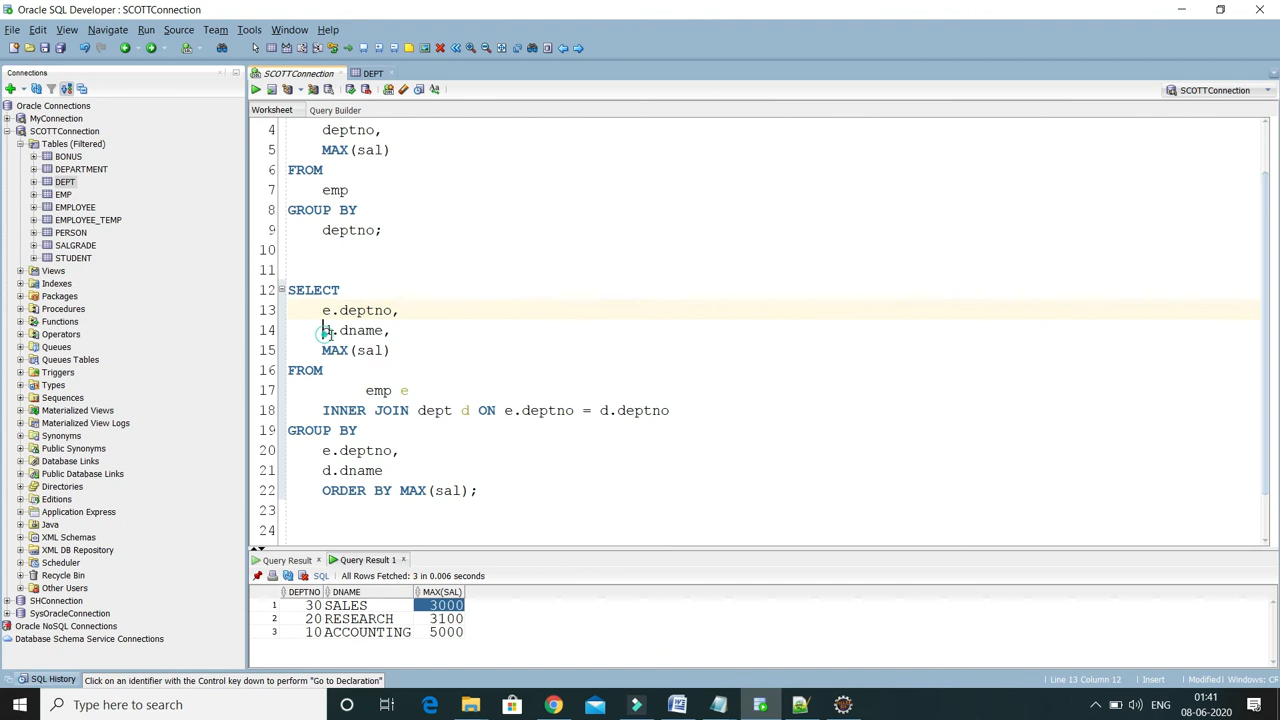 Oracle SQL Developer : SCOTTConnection
File Edit View Navigate Run Source Team Tools Window Help
Connections
SCOTTConnection
DEPT
Oracle Connections
MyConnection
SCOTTConnection
Tables (Filtered)
BONUS
DEPARTMENT
DEPT
EMP
EMPLOYEE
EMPLOYEE_TEMP
PERSON
SALGRADE
STUDENT
Views
Indexes
Packages
Procedures
Functions
Operators
Queues
Queues Tables
Triggers
Types
Sequences
Materialized Views
Materialized View Logs
Synonyms
Public Synonyms
Database Links
Public Database Links
Directories
Editions
Application Express
Java
XML Schemas
XML DB Repository
Scheduler
Recycle Bin
Other Users
SHConnection
SysOracleConnection
Oracle NoSQL Connections
Database Schema Service Connections
SCOTTConnection
Worksheet Query Builder
4 deptno,
5 MAX(sal)
6 FROM
7 emp
8 GROUP BY
9 deptno;
10
11
12 SELECT
13 e.deptno,
14 d.dname,
15 MAX(sal)
16 FROM
17 emp e
18 INNER JOIN dept d ON e.deptno = d.deptno
19 GROUP BY
20 e.deptno,
21 d.dname
22 ORDER BY MAX(sal);
23
24
Query Result Query Result 1
SQL All Rows Fetched: 3 in 0.006 seconds
DEPTNO DNAME MAX(SAL)
1 30 SALES 3000
2 20 RESEARCH 3100
3 10 ACCOUNTING 5000
SQL History Click on an identifier with the Control key down to perform "Go to Declaration" Line 13 Column 12 Insert Modified Windows: CF
Type here to search
ENG
01:41
08-06-2020